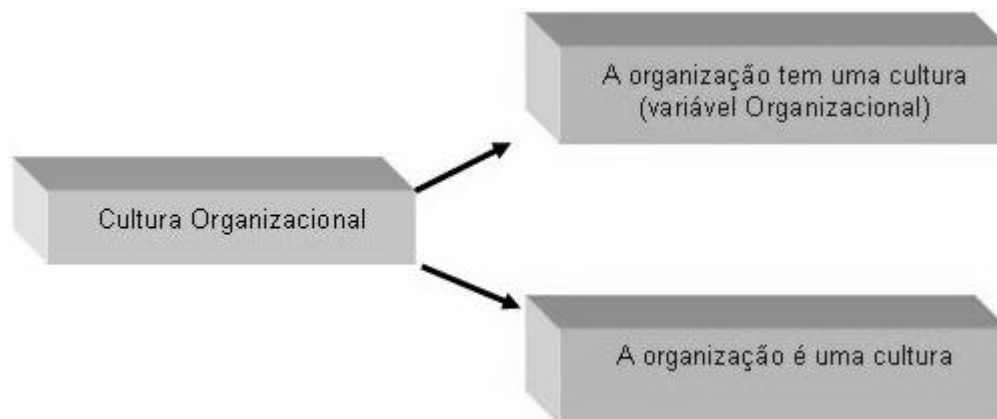 A organização tem uma cultura
(variável Organizacional)
Cultura Organizacional
A organização é uma cultura